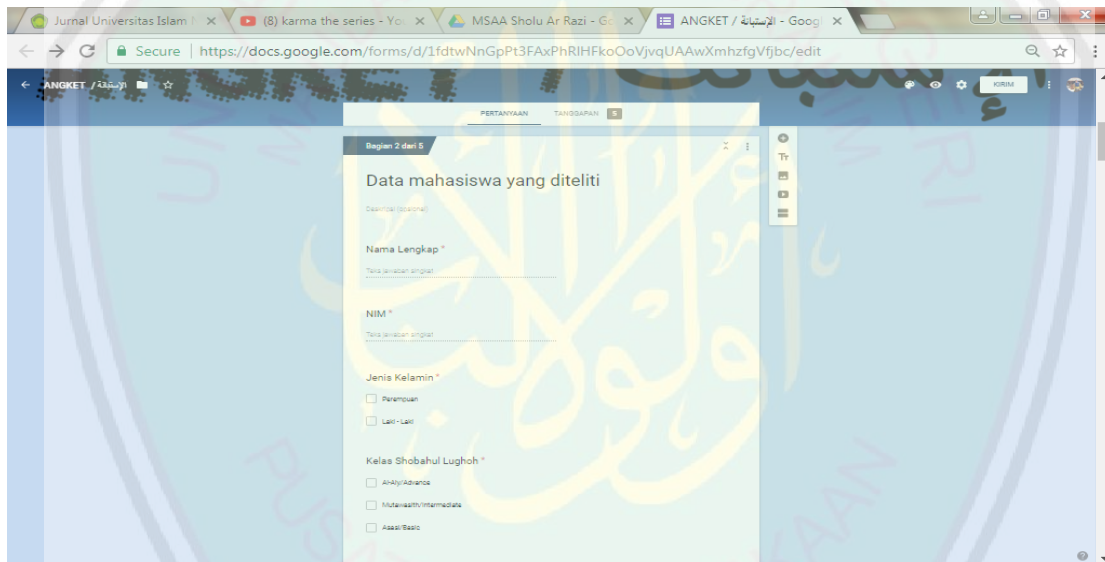 Jurnal Universitas Islam
(8) karma the series - Yo
MSAA Sholu Ar Razi - Go
ANGKET / الإستبانة - Googl
Secure | https://docs.google.com/forms/d/1fdtwNnGpPt3FAxPhRIHFkoOoVjvqUAAwXmhzfgVfjbc/edit
ANGKET / الإستبانة
KIRIM
PERTANYAAN TANGGAPAN 5
Bagian 2 dari 5
Data mahasiswa yang diteliti
Deskripsi (opsional)
Nama Lengkap *
Teks jawaban singkat
NIM *
Teks jawaban singkat
Jenis Kelamin *
Perempuan
Laki - Laki
Kelas Shobahul Lughoh *
Al-Aly/Advance
Mutawasith/Intermediate
Asasi/Basic